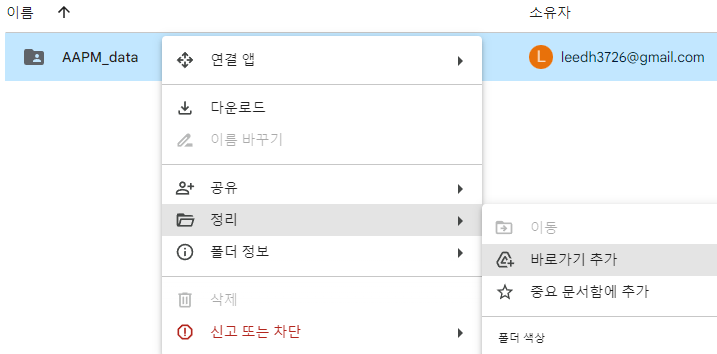 이름 소유자
AAPM_data L leedh3726@gmail.com
연결 앱
다운로드
이름 바꾸기
공유
정리
이동
폴더 정보
바로가기 추가
삭제
중요 문서함에 추가
신고 또는 차단
폴더 색상